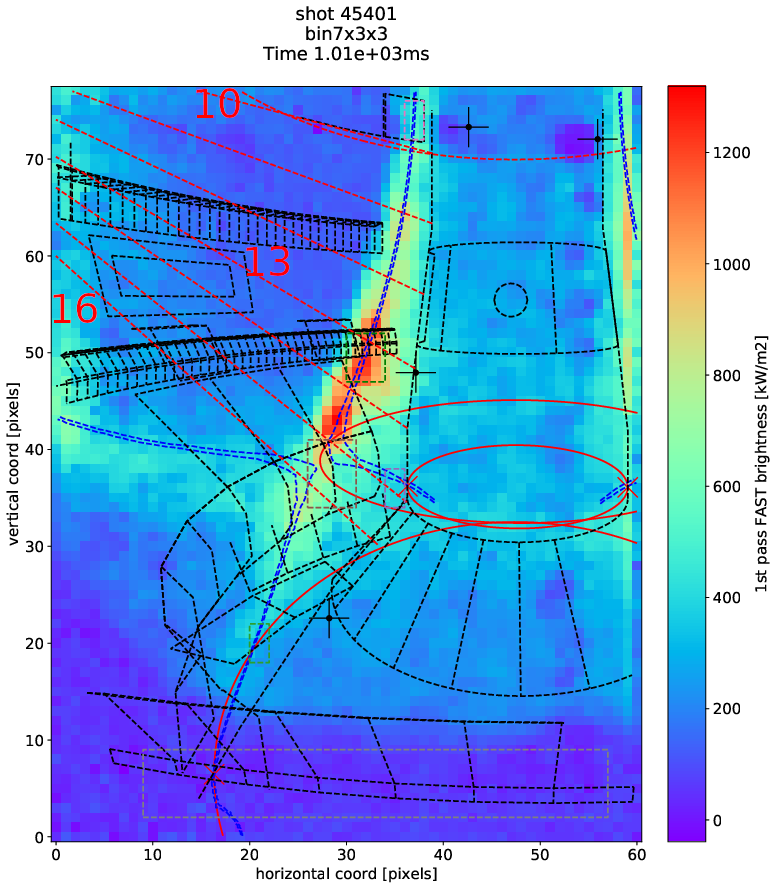 shot 45401
bin7x3x3
Time 1.01e+03ms
10
13
16
70
60
50
40
30
20
10
0
vertical coord [pixels]
0 10 20 30 40 50 60
horizontal coord [pixels]
1200
1000
800
600
400
200
0
1st pass FAST brightness [kW/m2]